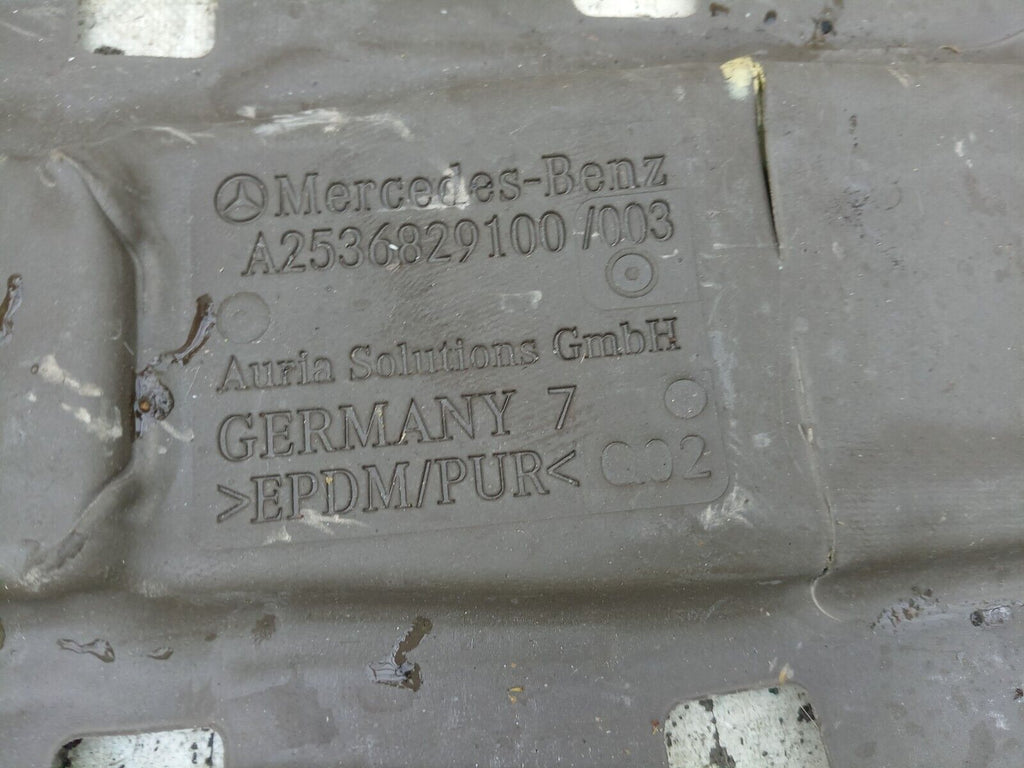 Mercedes-Benz
A2536829100 /003
Auria Solutions GmbH
GERMANY 7
>EPDM/PUR<